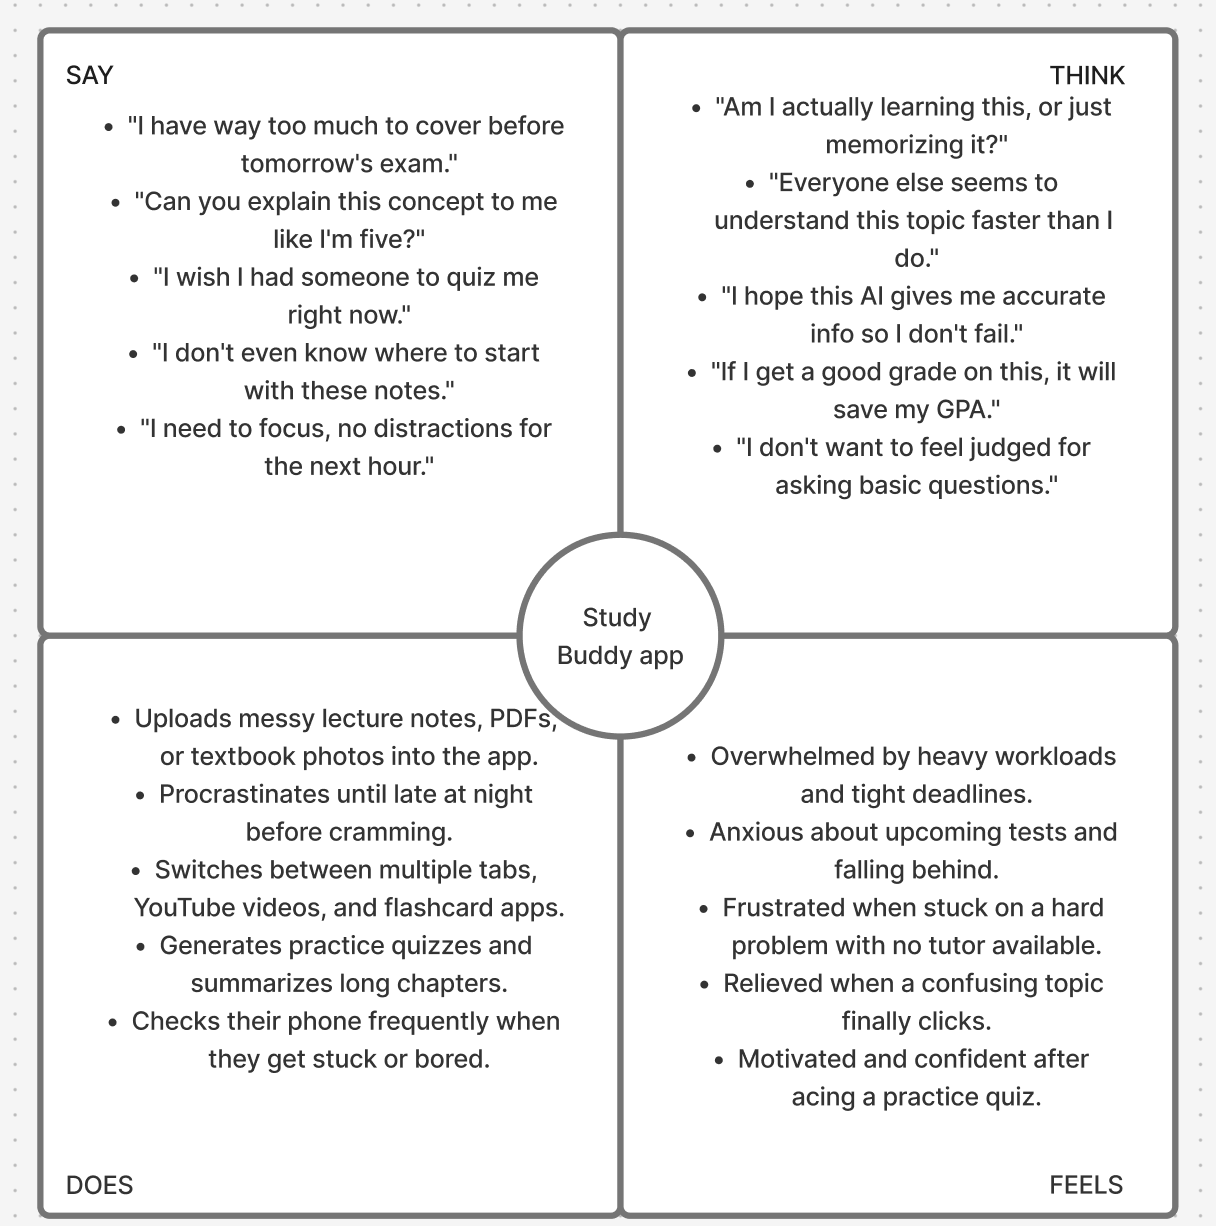 SAY
• "I have way too much to cover before
tomorrow's exam."
• "Can you explain this concept to me
like I'm five?"
• "I wish I had someone to quiz me
right now."
• "I don't even know where to start
with these notes."
• "I need to focus, no distractions for
the next hour."
THINK
• "Am I actually learning this, or just
memorizing it?"
• "Everyone else seems to
understand this topic faster than I
do."
• "I hope this AI gives me accurate
info so I don't fail."
• "If I get a good grade on this, it will
save my GPA."
• "I don't want to feel judged for
asking basic questions."
Study
Buddy app
• Uploads messy lecture notes, PDFs,
or textbook photos into the app.
• Procrastinates until late at night
before cramming.
• Switches between multiple tabs,
YouTube videos, and flashcard apps.
• Generates practice quizzes and
summarizes long chapters.
• Checks their phone frequently when
they get stuck or bored.
DOES
• Overwhelmed by heavy workloads
and tight deadlines.
• Anxious about upcoming tests and
falling behind.
• Frustrated when stuck on a hard
problem with no tutor available.
• Relieved when a confusing topic
finally clicks.
• Motivated and confident after
acing a practice quiz.
FEELS